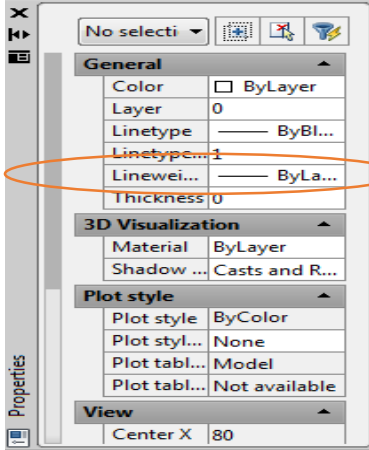 No selecti
General
Color ByLayer
Layer 0
Linetype ByBl...
Linetype... 1
Linewei... ByLa...
Thickness 0
3D Visualization
Material ByLayer
Shadow ... Casts and R...
Plot style
Plot style ByColor
Plot styl... None
Plot tabl... Model
Plot tabl... Not available
View
Center X 80
Properties